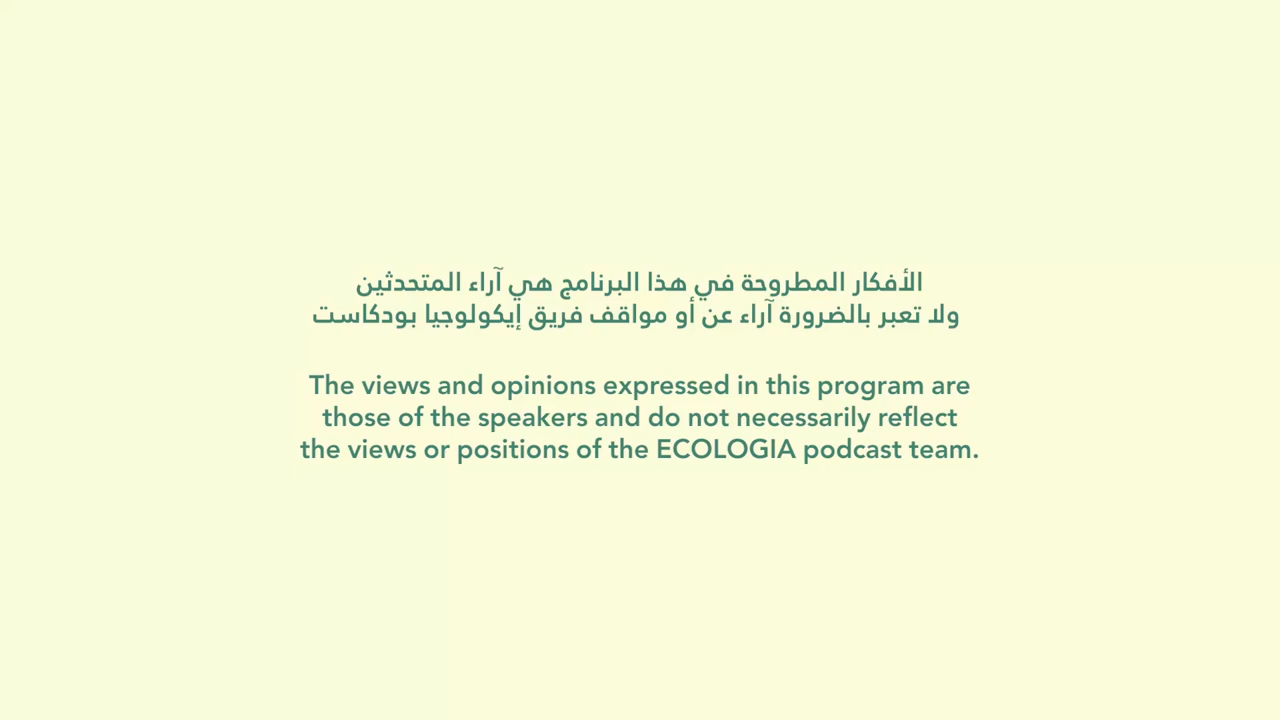 الأفكار المطروحة في هذا البرنامج هي آراء المتحدثين
ولا تعبر بالضرورة آراء عن أو مواقف فريق إيكولوجيا بودكاست
The views and opinions expressed in this program are
those of the speakers and do not necessarily reflect
the views or positions of the ECOLOGIA podcast team.